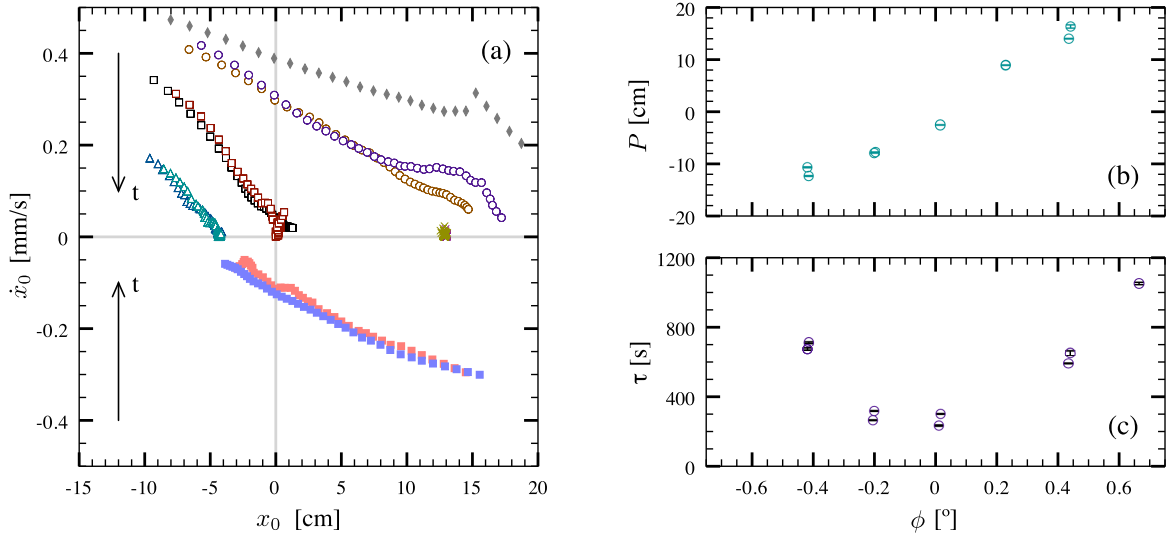 (a)
0.4
0.2
0
-0.2
-0.4
t
t
ẋ₀ [mm/s]
-15 -10 -5 0 5 10 15 20
x₀ [cm]
20
10
0
-10
-20
P [cm]
(b)
1200
800
400
0
τ [s]
(c)
-0.6 -0.4 -0.2 0 0.2 0.4 0.6
ϕ [º]